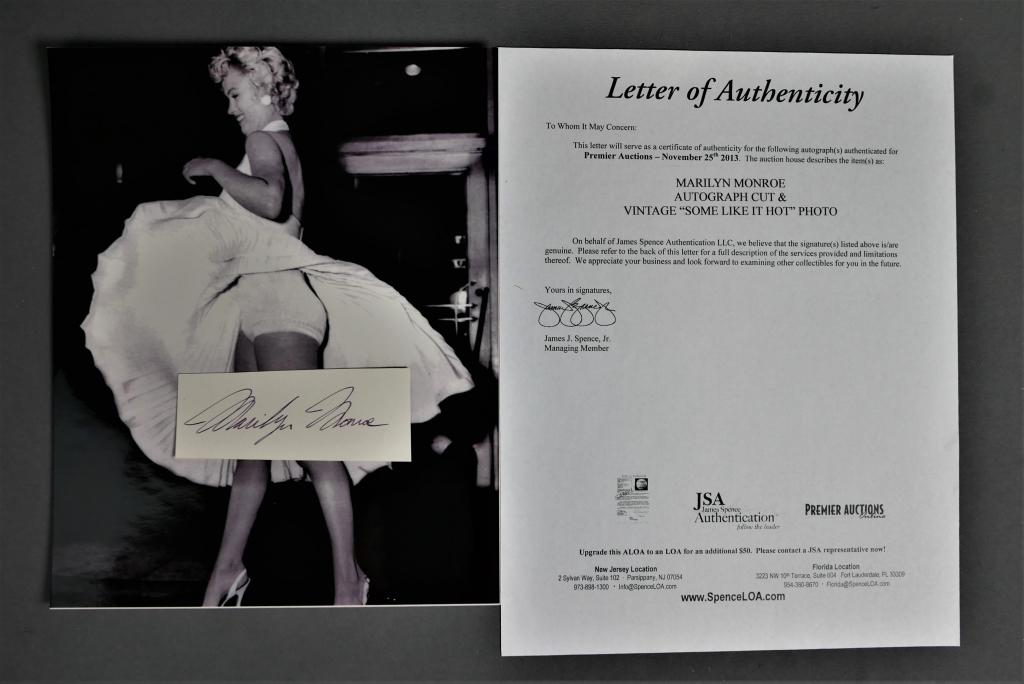 Marilyn Monroe
Letter of Authenticity
To Whom It May Concern:
This letter will serve as a certificate of authenticity for the following autograph(s) authenticated for
Premier Auctions – November 25th 2013. The auction house describes the item(s) as:
MARILYN MONROE
AUTOGRAPH CUT &
VINTAGE "SOME LIKE IT HOT" PHOTO
On behalf of James Spence Authentication LLC, we believe that the signature(s) listed above is/are
genuine. Please refer to the back of this letter for a full description of the services provided and limitations
thereof. We appreciate your business and look forward to examining other collectibles for you in the future.
Yours in signatures,
James J. Spence, Jr.
Managing Member
JSA
James Spence
Authentication
follow the leader
PREMIER AUCTIONS
Online
Upgrade this ALOA to an LOA for an additional $50. Please contact a JSA representative now!
New Jersey Location
2 Sylvan Way, Suite 102 · Parsippany, NJ 07054
973-898-1300 · Info@SpenceLOA.com
Florida Location
3223 NW 10th Terrace, Suite 604 Fort Lauderdale, FL 33309
954-380-8670 · Florida@SpenceLOA.com
www.SpenceLOA.com